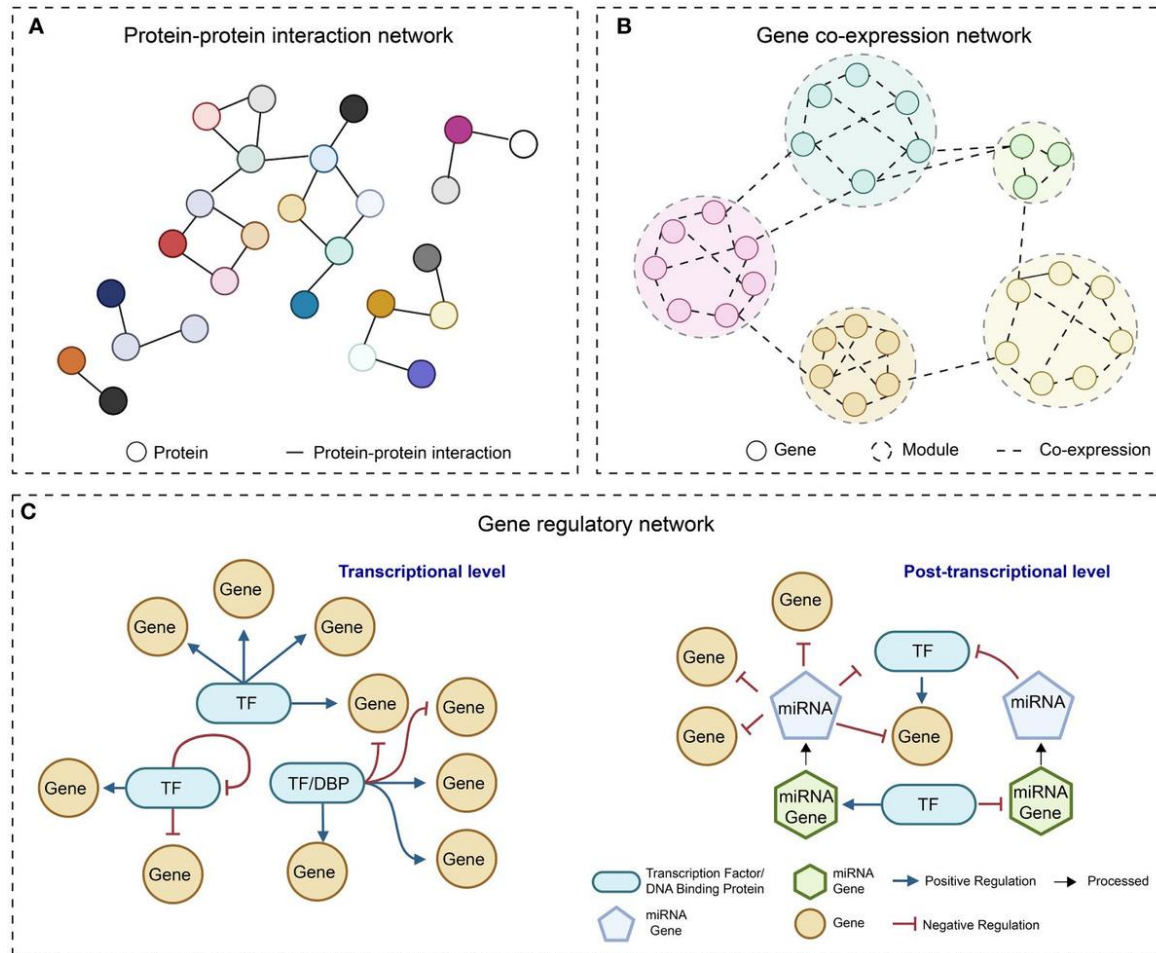 A
Protein-protein interaction network
Protein
Protein-protein interaction
B
Gene co-expression network
Gene
Module
Co-expression
C
Gene regulatory network
Transcriptional level
Gene
Gene
Gene
TF
Gene
Gene
Gene
TF
TF/DBP
Gene
Gene
Gene
Gene
Post-transcriptional level
Gene
Gene
TF
miRNA
miRNA
Gene
Gene
miRNA
Gene
TF
miRNA
Gene
Transcription Factor/
DNA Binding Protein
miRNA
Gene
Positive Regulation
Processed
miRNA
Gene
Gene
Negative Regulation